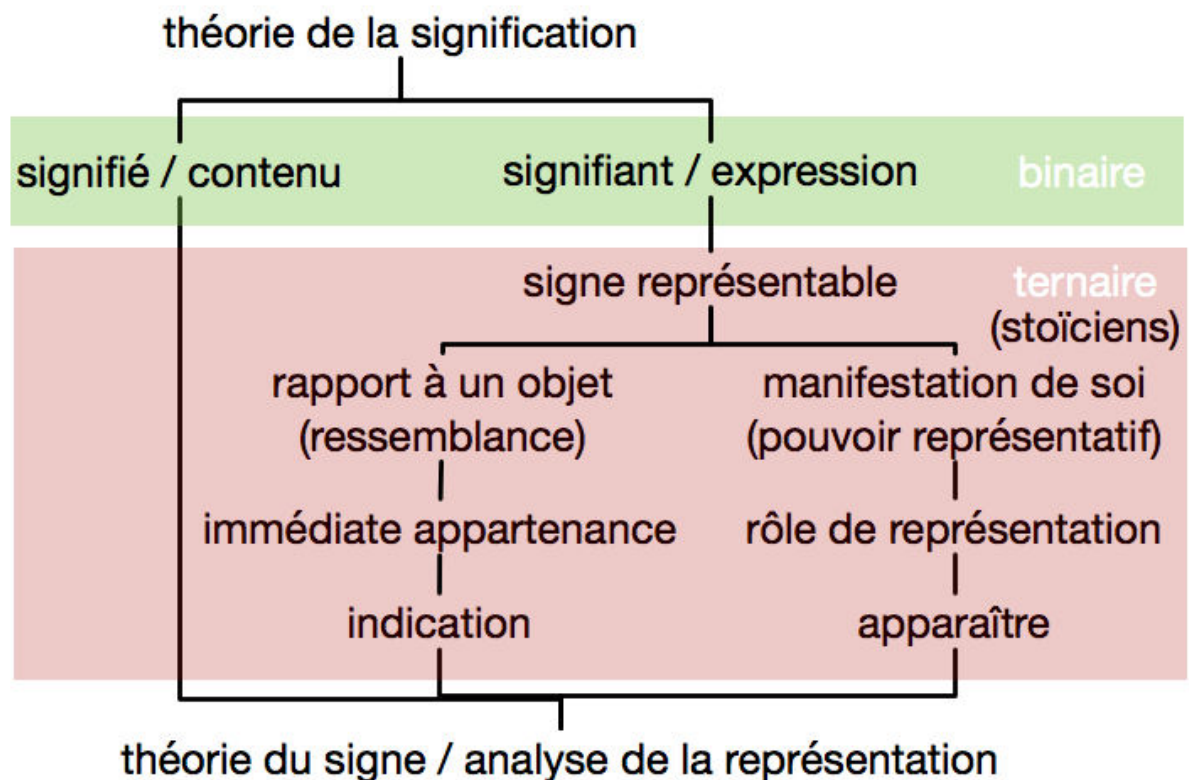 théorie de la signification
signifié / contenu signifiant / expression binaire
signe représentable ternaire
(stoïciens)
rapport à un objet manifestation de soi
(ressemblance) (pouvoir représentatif)
immédiate appartenance rôle de représentation
indication apparaître
théorie du signe / analyse de la représentation